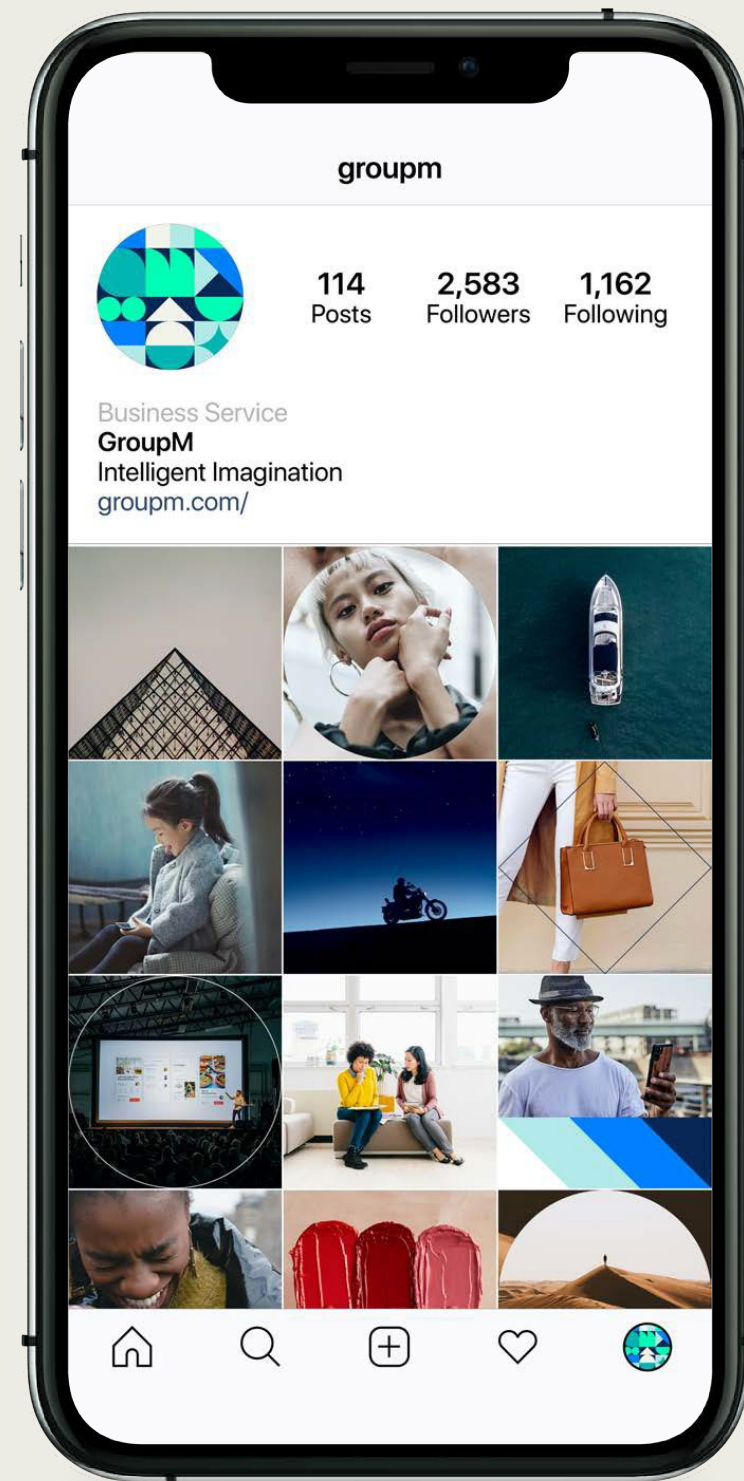 groupm
114
2,583
1,162
Posts
Followers
Following
Business Service
GroupM
Intelligent Imagination
groupm.com/